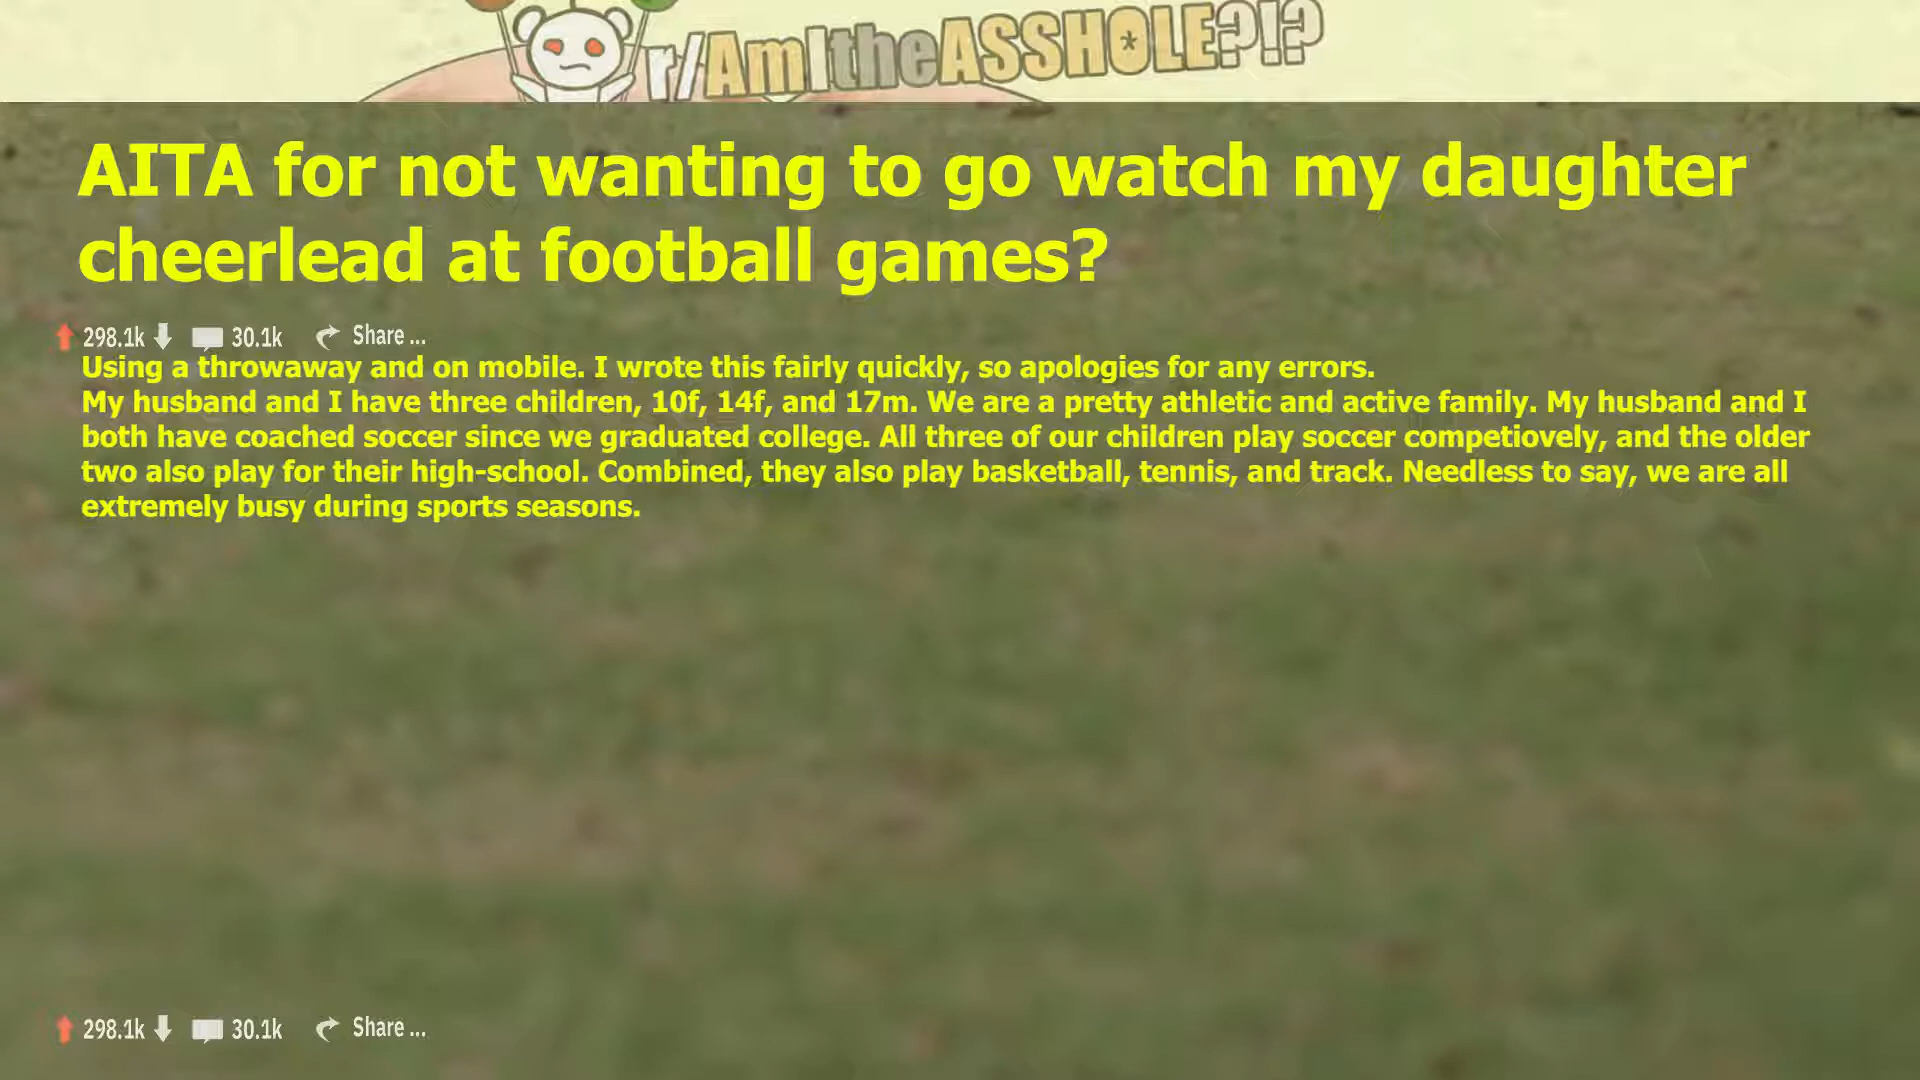 r/AmItheASSH*LE?!?
AITA for not wanting to go watch my daughter
cheerlead at football games?
298.1k 30.1k Share ...
Using a throwaway and on mobile. I wrote this fairly quickly, so apologies for any errors.
My husband and I have three children, 10f, 14f, and 17m. We are a pretty athletic and active family. My husband and I
both have coached soccer since we graduated college. All three of our children play soccer competiovely, and the older
two also play for their high-school. Combined, they also play basketball, tennis, and track. Needless to say, we are all
extremely busy during sports seasons.
298.1k 30.1k Share ...